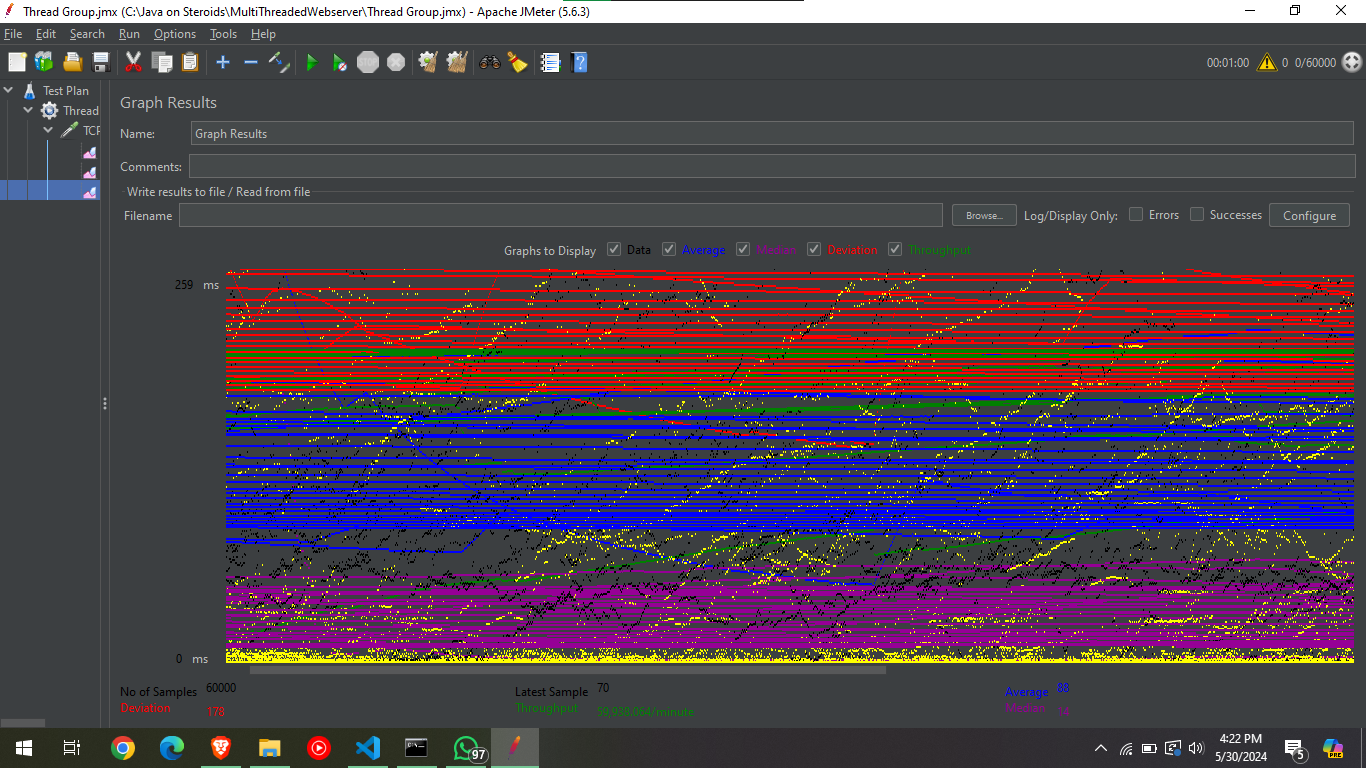 Thread Group.jmx (C:\Java on Steroids\MultiThreadedWebserver\Thread Group.jmx) - Apache JMeter (5.6.3)
File Edit Search Run Options Tools Help
STOP 00:01:00 0 0/60000
Test Plan
Thread
TCP
Graph Results
Name: Graph Results
Comments:
Write results to file / Read from file
Filename Browse... Log/Display Only: Errors Successes Configure
Graphs to Display Data Average Median Deviation Throughput
259 ms
0 ms
No of Samples 60000 Latest Sample 70 Average 88
Deviation 178 Throughput 59,938.064/minute Median
97
4:22 PM
5/30/2024
5
PRE